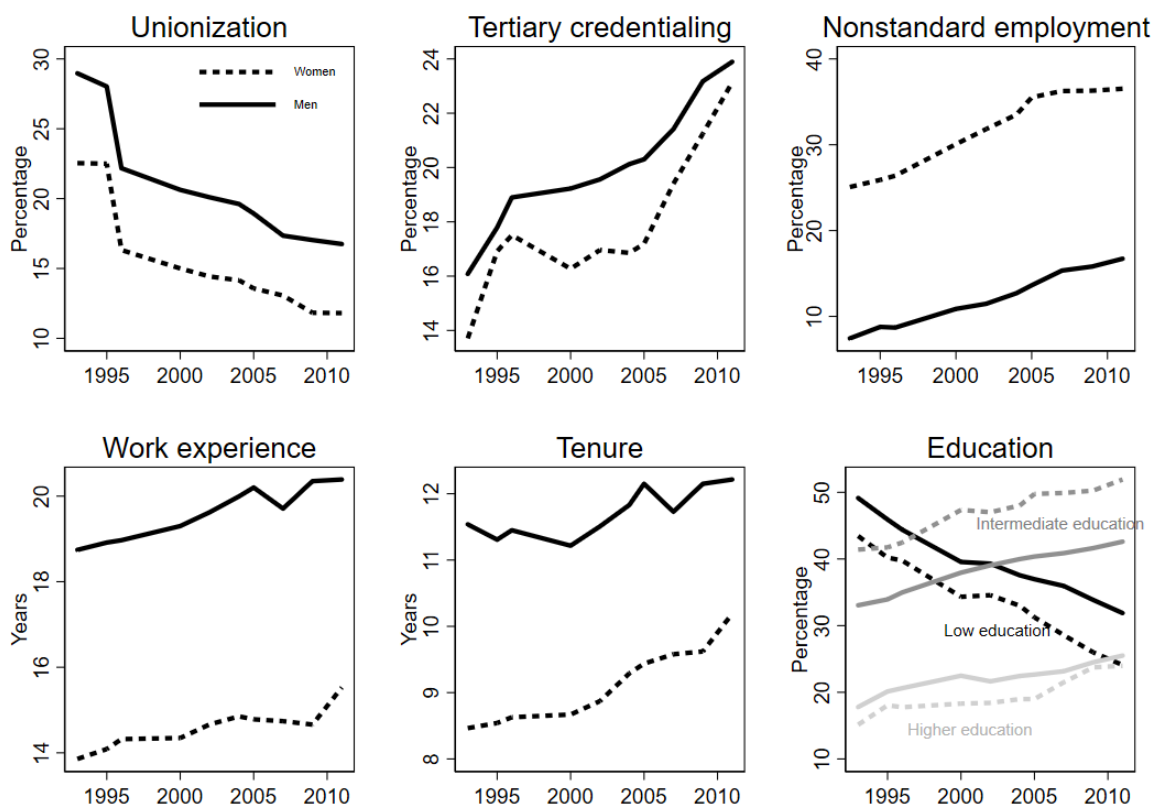 Unionization
30
25
20
15
10
Percentage
Women
Men
1995 2000 2005 2010
Tertiary credentialing
24
22
20
18
16
14
Percentage
1995 2000 2005 2010
Nonstandard employment
40
30
20
10
Percentage
1995 2000 2005 2010
Work experience
20
18
16
14
Years
1995 2000 2005 2010
Tenure
12
11
10
9
8
Years
1995 2000 2005 2010
Education
50
40
30
20
10
Percentage
Intermediate education
Low education
Higher education
1995 2000 2005 2010